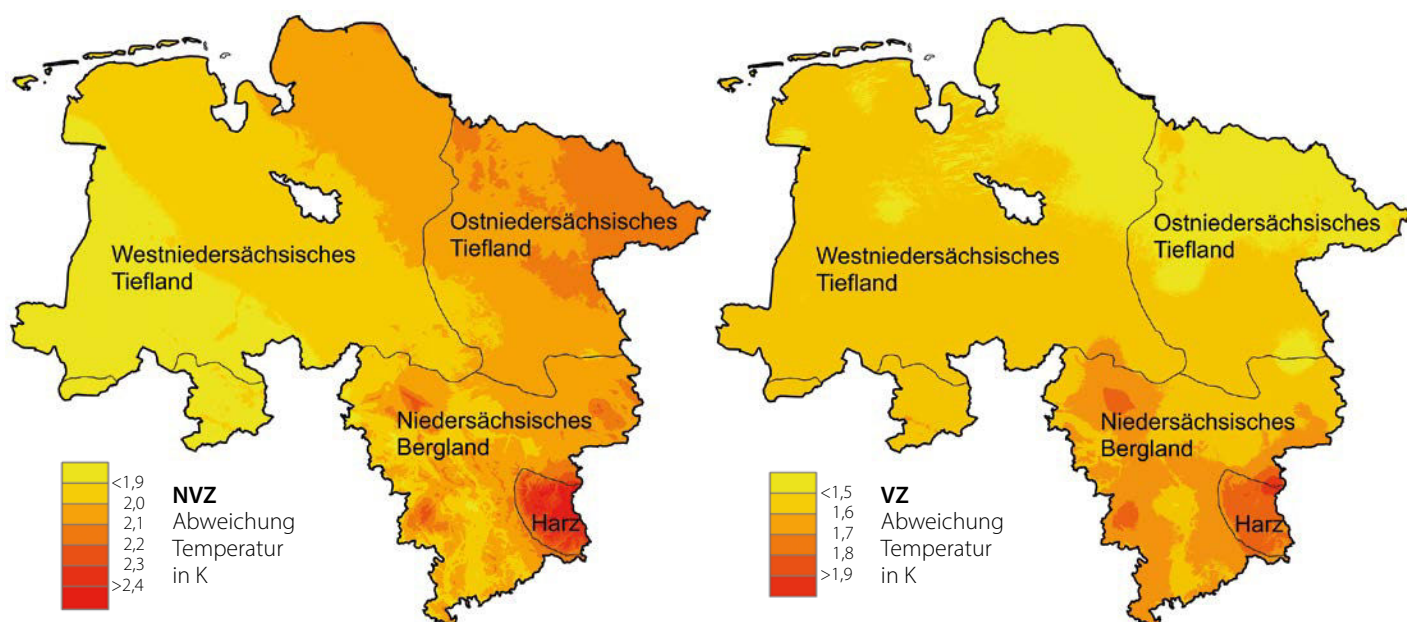 Westniedersächsisches
Tiefland
Ostniedersächsisches
Tiefland
Niedersächsisches
Bergland
Harz
<1,9
2,0
2,1
2,2
2,3
>2,4
NVZ
Abweichung
Temperatur
in K
Westniedersächsisches
Tiefland
Ostniedersächsisches
Tiefland
Niedersächsisches
Bergland
Harz
<1,5
1,6
1,7
1,8
>1,9
VZ
Abweichung
Temperatur
in K